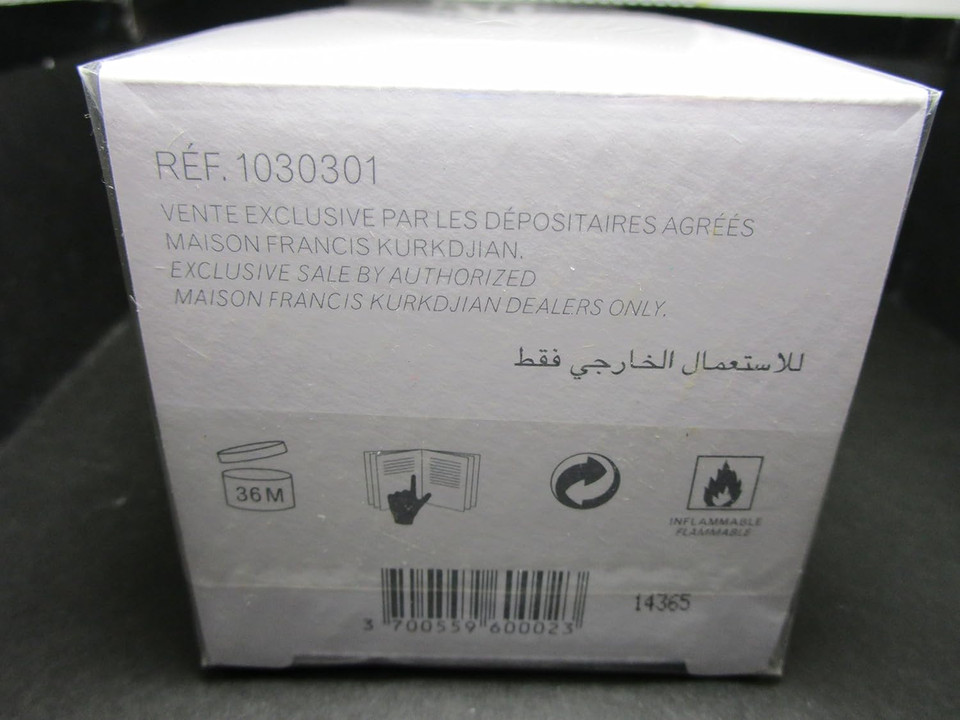 RÉF. 1030301
VENTE EXCLUSIVE PAR LES DÉPOSITAIRES AGRÉÉS
MAISON FRANCIS KURKDJIAN.
EXCLUSIVE SALE BY AUTHORIZED
MAISON FRANCIS KURKDJIAN DEALERS ONLY.
للاستعمال الخارجي فقط
36M
INFLAMMABLE
FLAMMABLE
14365
3 700559 600023